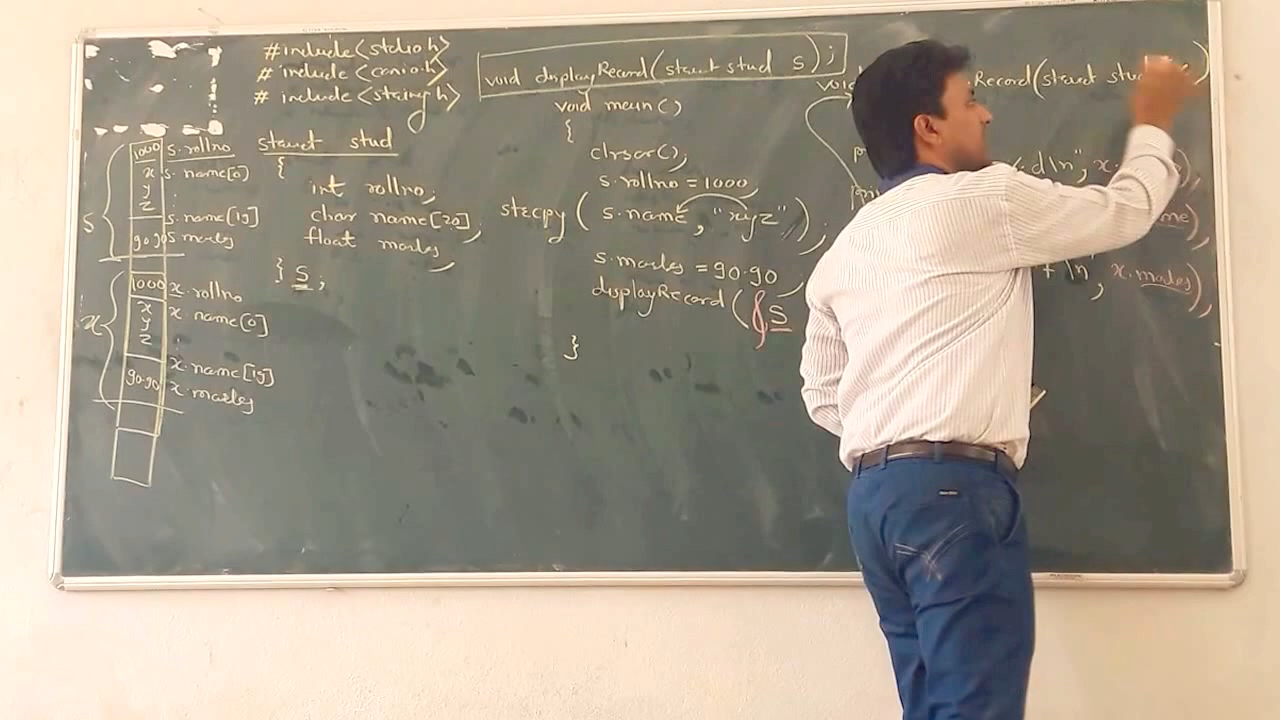 #include<stdio.h>
#include<conio.h>
# include<string.h>
struct stud
{
int rollno;
char name[20];
float marks;
} s;
1000 s.rollno
x s.name[0]
y
z
s.name[19]
90.90 s.marks
s
1000 x.rollno
x x.name[0]
y
z
x.name[19]
90.90 x.marks
x
void displayRecord(struct stud s);
void main()
{
clrscr();
s.rollno = 1000;
strcpy(s.name, "xyz");
s.marks = 90.90;
displayRecord(s
}
Record(struct )
d\n", x.
),
\n", x.marks);